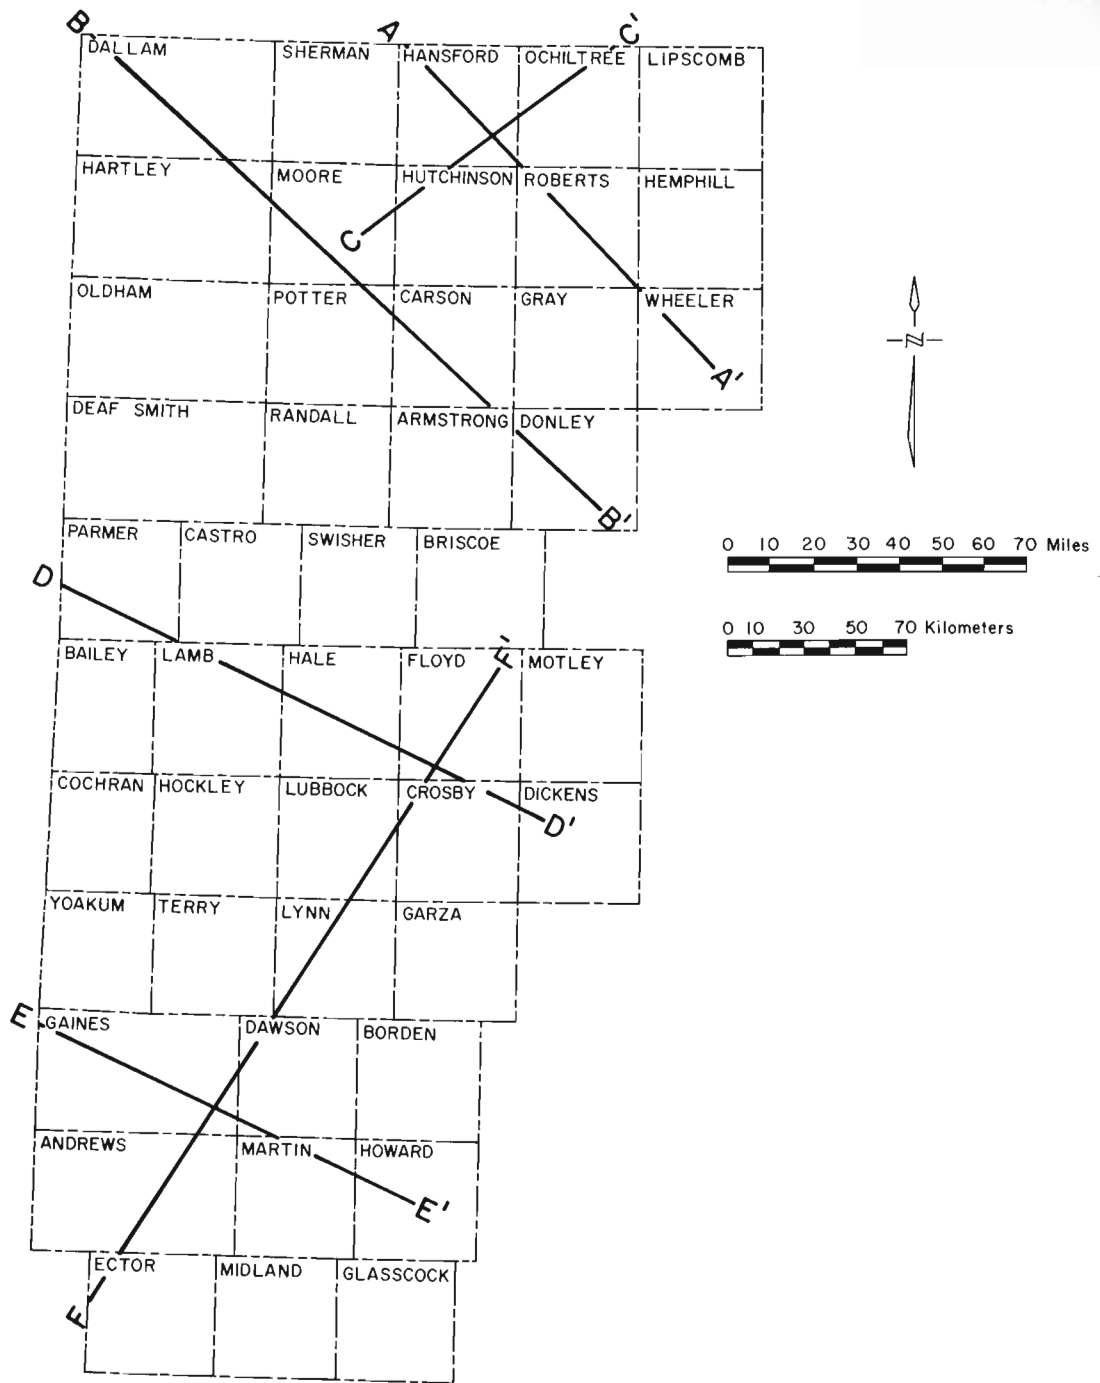 B A C'
DALLAM SHERMAN HANSFORD OCHILTREE LIPSCOMB
HARTLEY MOORE HUTCHINSON ROBERTS HEMPHILL
C
OLDHAM POTTER CARSON GRAY WHEELER
N
A'
DEAF SMITH RANDALL ARMSTRONG DONLEY
B'
PARMER CASTRO SWISHER BRISCOE
0 10 20 30 40 50 60 70 Miles
D
0 10 30 50 70 Kilometers
BAILEY LAMB HALE FLOYD F' MOTLEY
COCHRAN HOCKLEY LUBBOCK CROSBY DICKENS
D'
YOAKUM TERRY LYNN GARZA
E GAINES DAWSON BORDEN
ANDREWS MARTIN HOWARD
E'
ECTOR MIDLAND GLASSCOCK
F